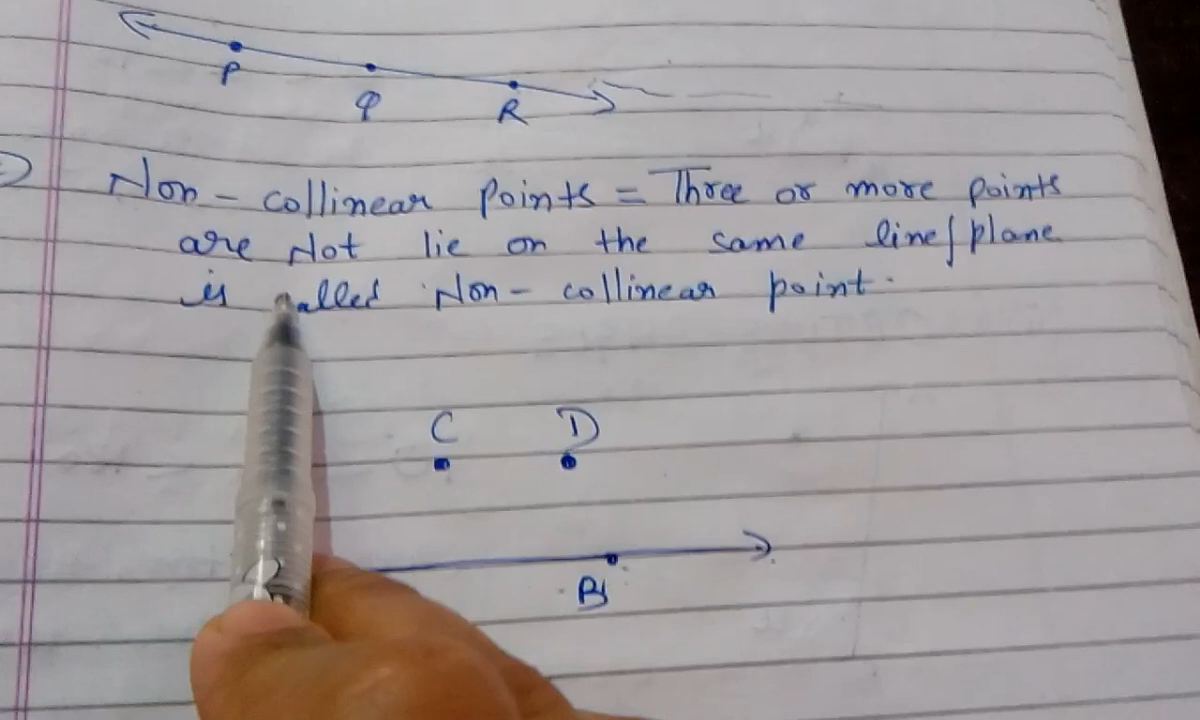 P
Q
R
Non-collinear points = Three or more points
are Not lie on the same line/plane
is called Non-collinear point.
C D
B